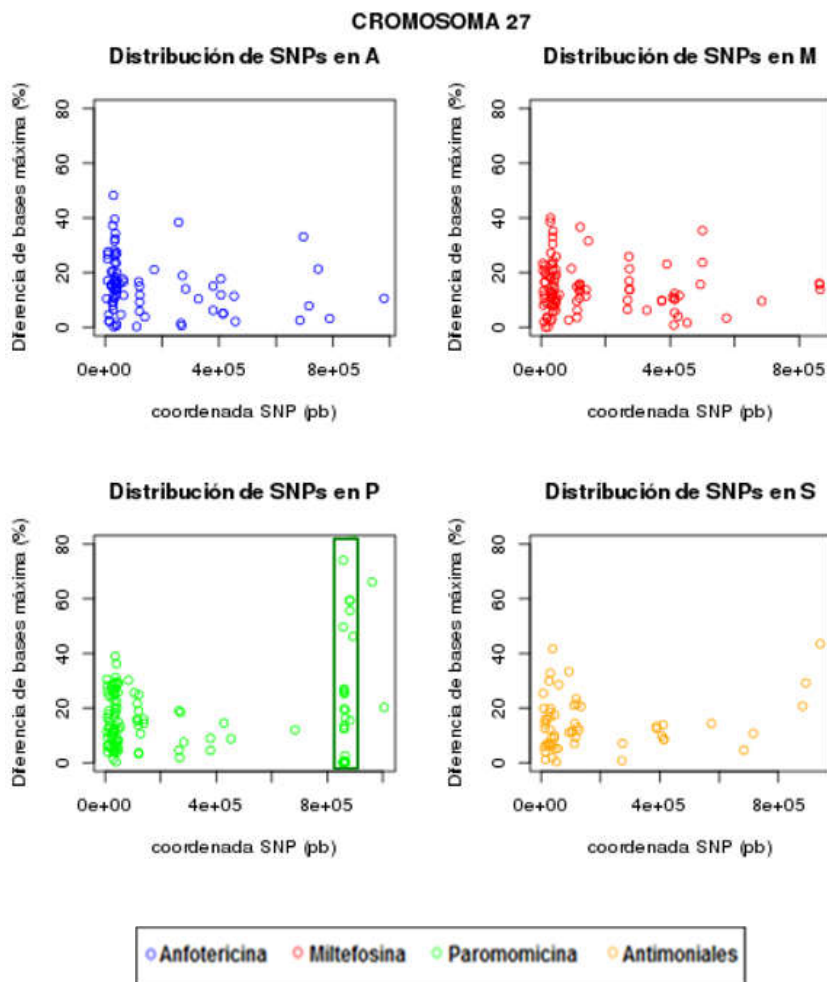 CROMOSOMA 27
Distribución de SNPs en A
Diferencia de bases máxima (%)
80
60
40
20
0
0e+00 4e+05 8e+05
coordenada SNP (pb)
Distribución de SNPs en M
Diferencia de bases máxima (%)
80
60
40
20
0
0e+00 4e+05 8e+05
coordenada SNP (pb)
Distribución de SNPs en P
Diferencia de bases máxima (%)
80
60
40
20
0
0e+00 4e+05 8e+05
coordenada SNP (pb)
Distribución de SNPs en S
Diferencia de bases máxima (%)
80
60
40
20
0
0e+00 4e+05 8e+05
coordenada SNP (pb)
Anfotericina Miltefosina Paromomicina Antimoniales